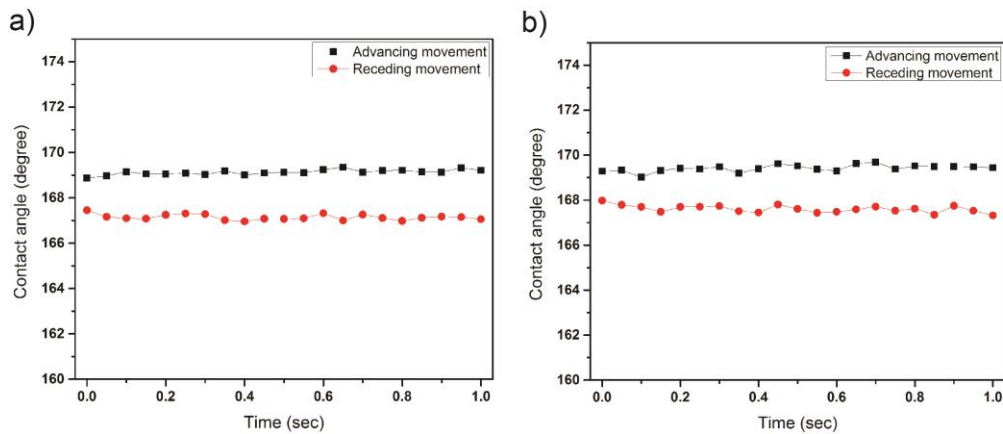 a)
Advancing movement
Receding movement
174
172
170
168
166
164
162
160
Contact angle (degree)
0.0 0.2 0.4 0.6 0.8 1.0
Time (sec)
b)
Advancing movement
Receding movement
174
172
170
168
166
164
162
160
Contact angle (degree)
0.0 0.2 0.4 0.6 0.8 1.0
Time (sec)